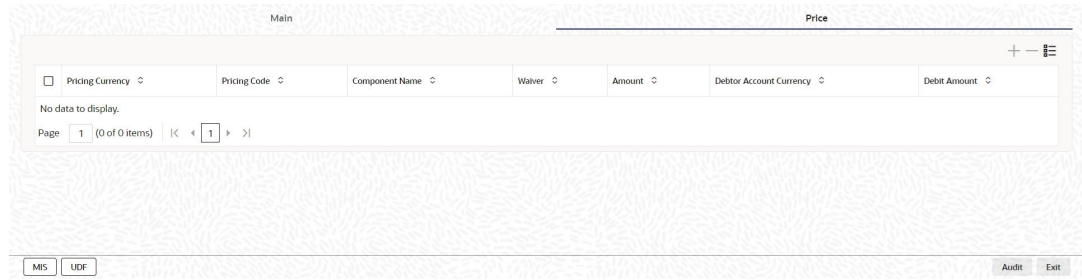 Main Price
Pricing Currency Pricing Code Component Name Waiver Amount Debtor Account Currency Debit Amount
No data to display.
Page 1 (0 of 0 items) 1
MIS UDF Audit Exit